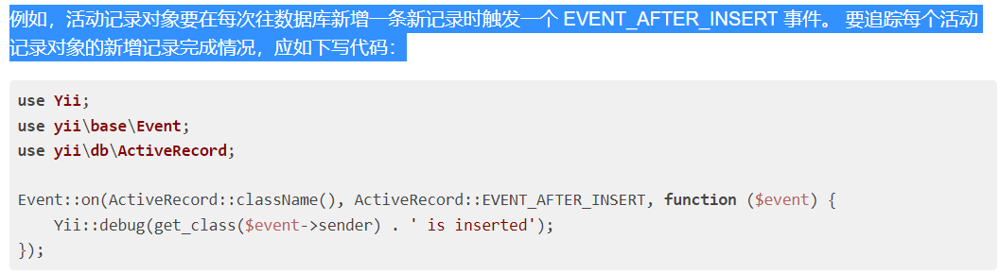 例如，活动记录对象要在每次往数据库新增一条新记录时触发一个 EVENT_AFTER_INSERT 事件。 要追踪每个活动
记录对象的新增记录完成情况，应如下写代码：
use Yii;
use yii\base\Event;
use yii\db\ActiveRecord;
Event::on(ActiveRecord::className(), ActiveRecord::EVENT_AFTER_INSERT, function ($event) {
    Yii::debug(get_class($event->sender) . ' is inserted');
});